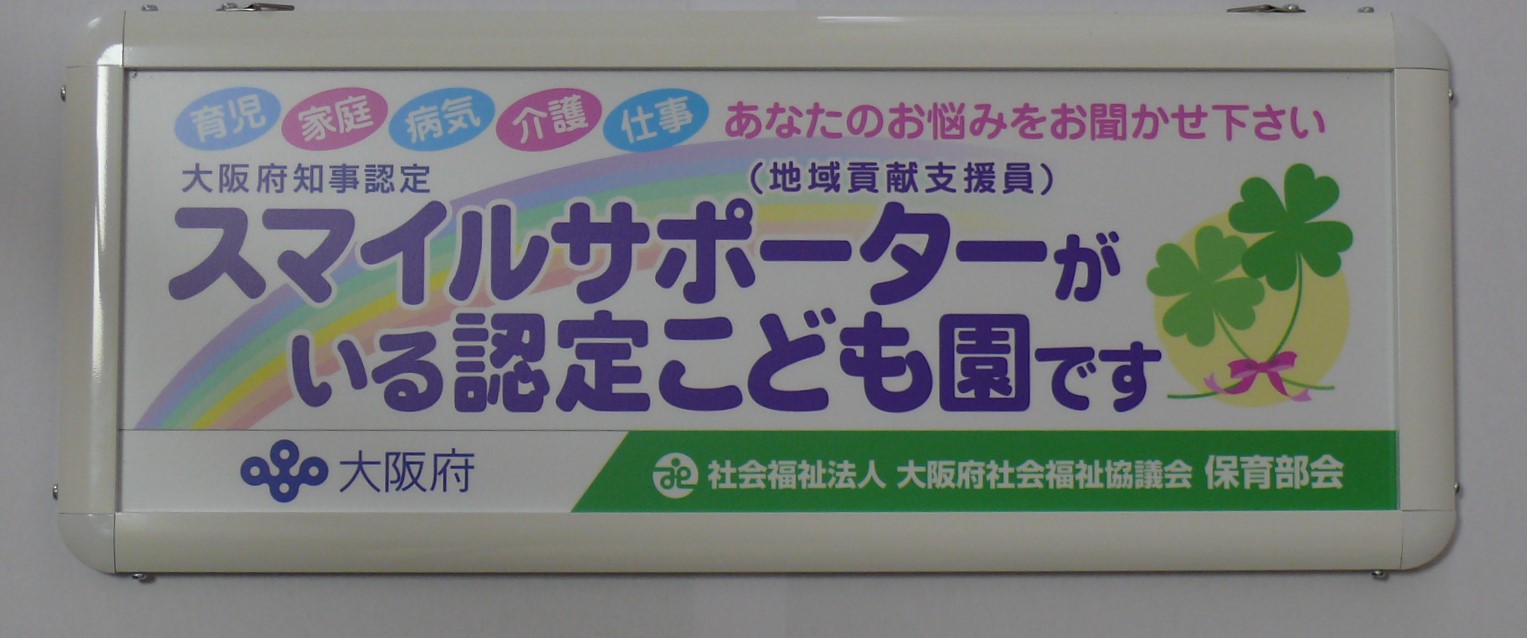 育児 家庭 病気 介護 仕事 あなたのお悩みをお聞かせ下さい
大阪府知事認定 (地域貢献支援員)
スマイルサポーターが
いる認定こども園です
大阪府 社会福祉法人 大阪府社会福祉協議会 保育部会